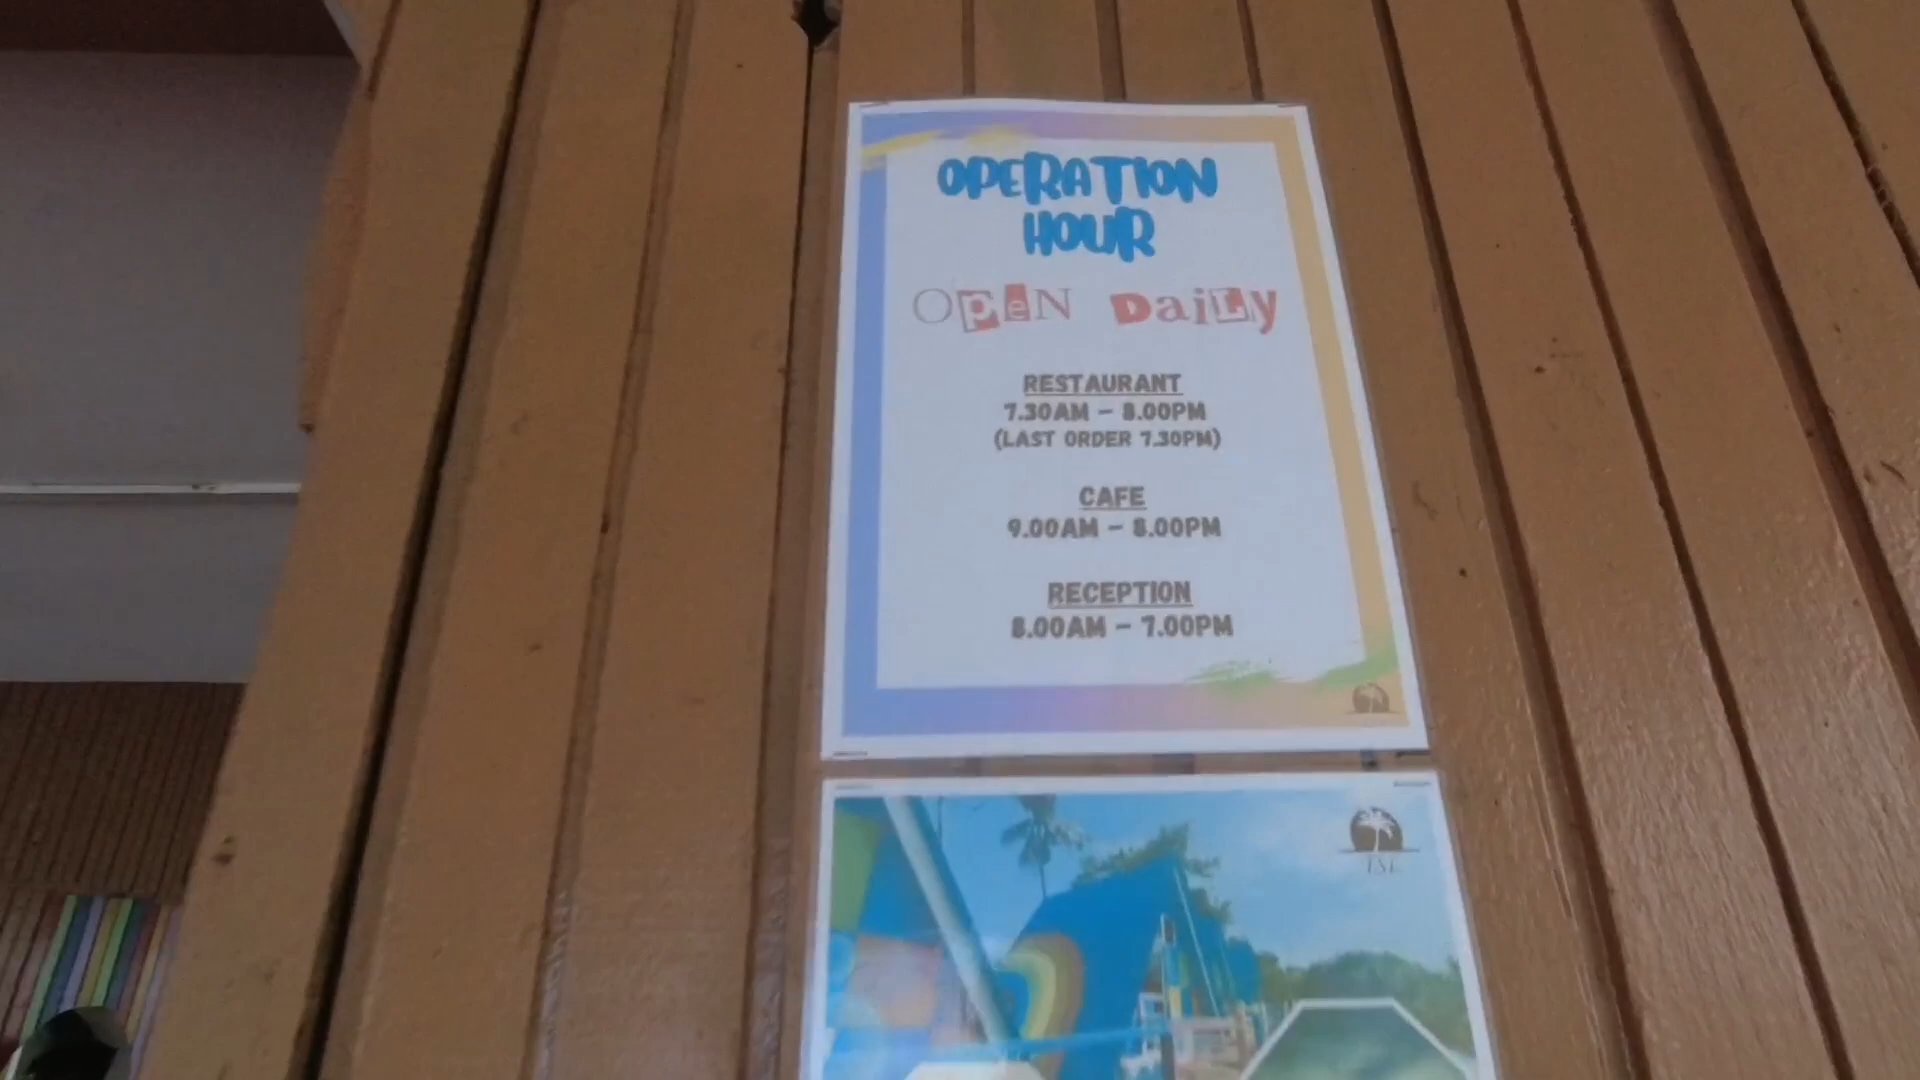 OPERATION
HOUR
OPeN DaiLy
RESTAURANT
7.30AM – 8.00PM
(LAST ORDER 7.30PM)
CAFE
9.00AM – 8.00PM
RECEPTION
8.00AM – 7.00PM